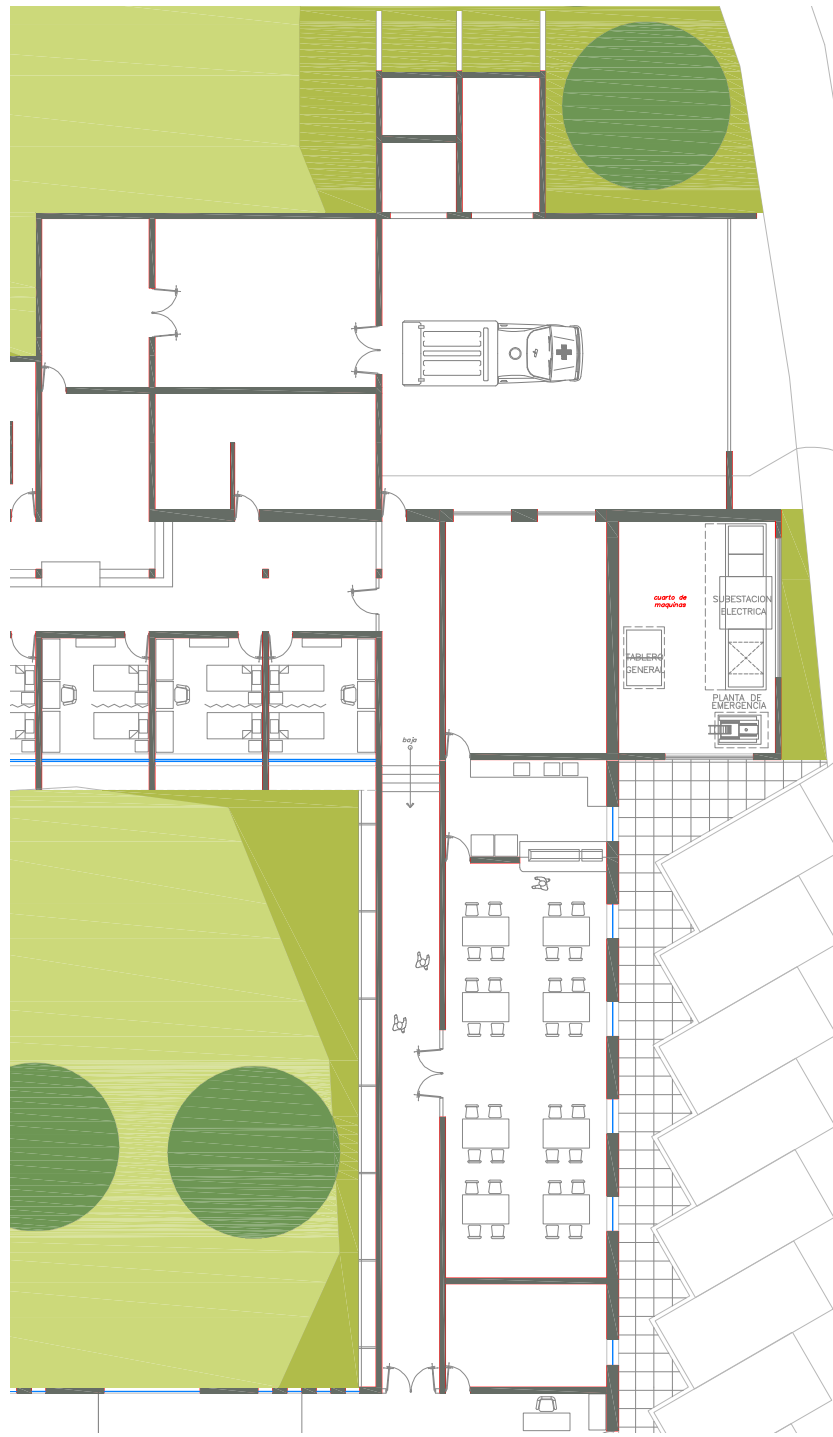 cuarto de
maquinas
SUBESTACION
ELECTRICA
TABLERO
GENERAL
PLANTA DE
EMERGENCIA
baja